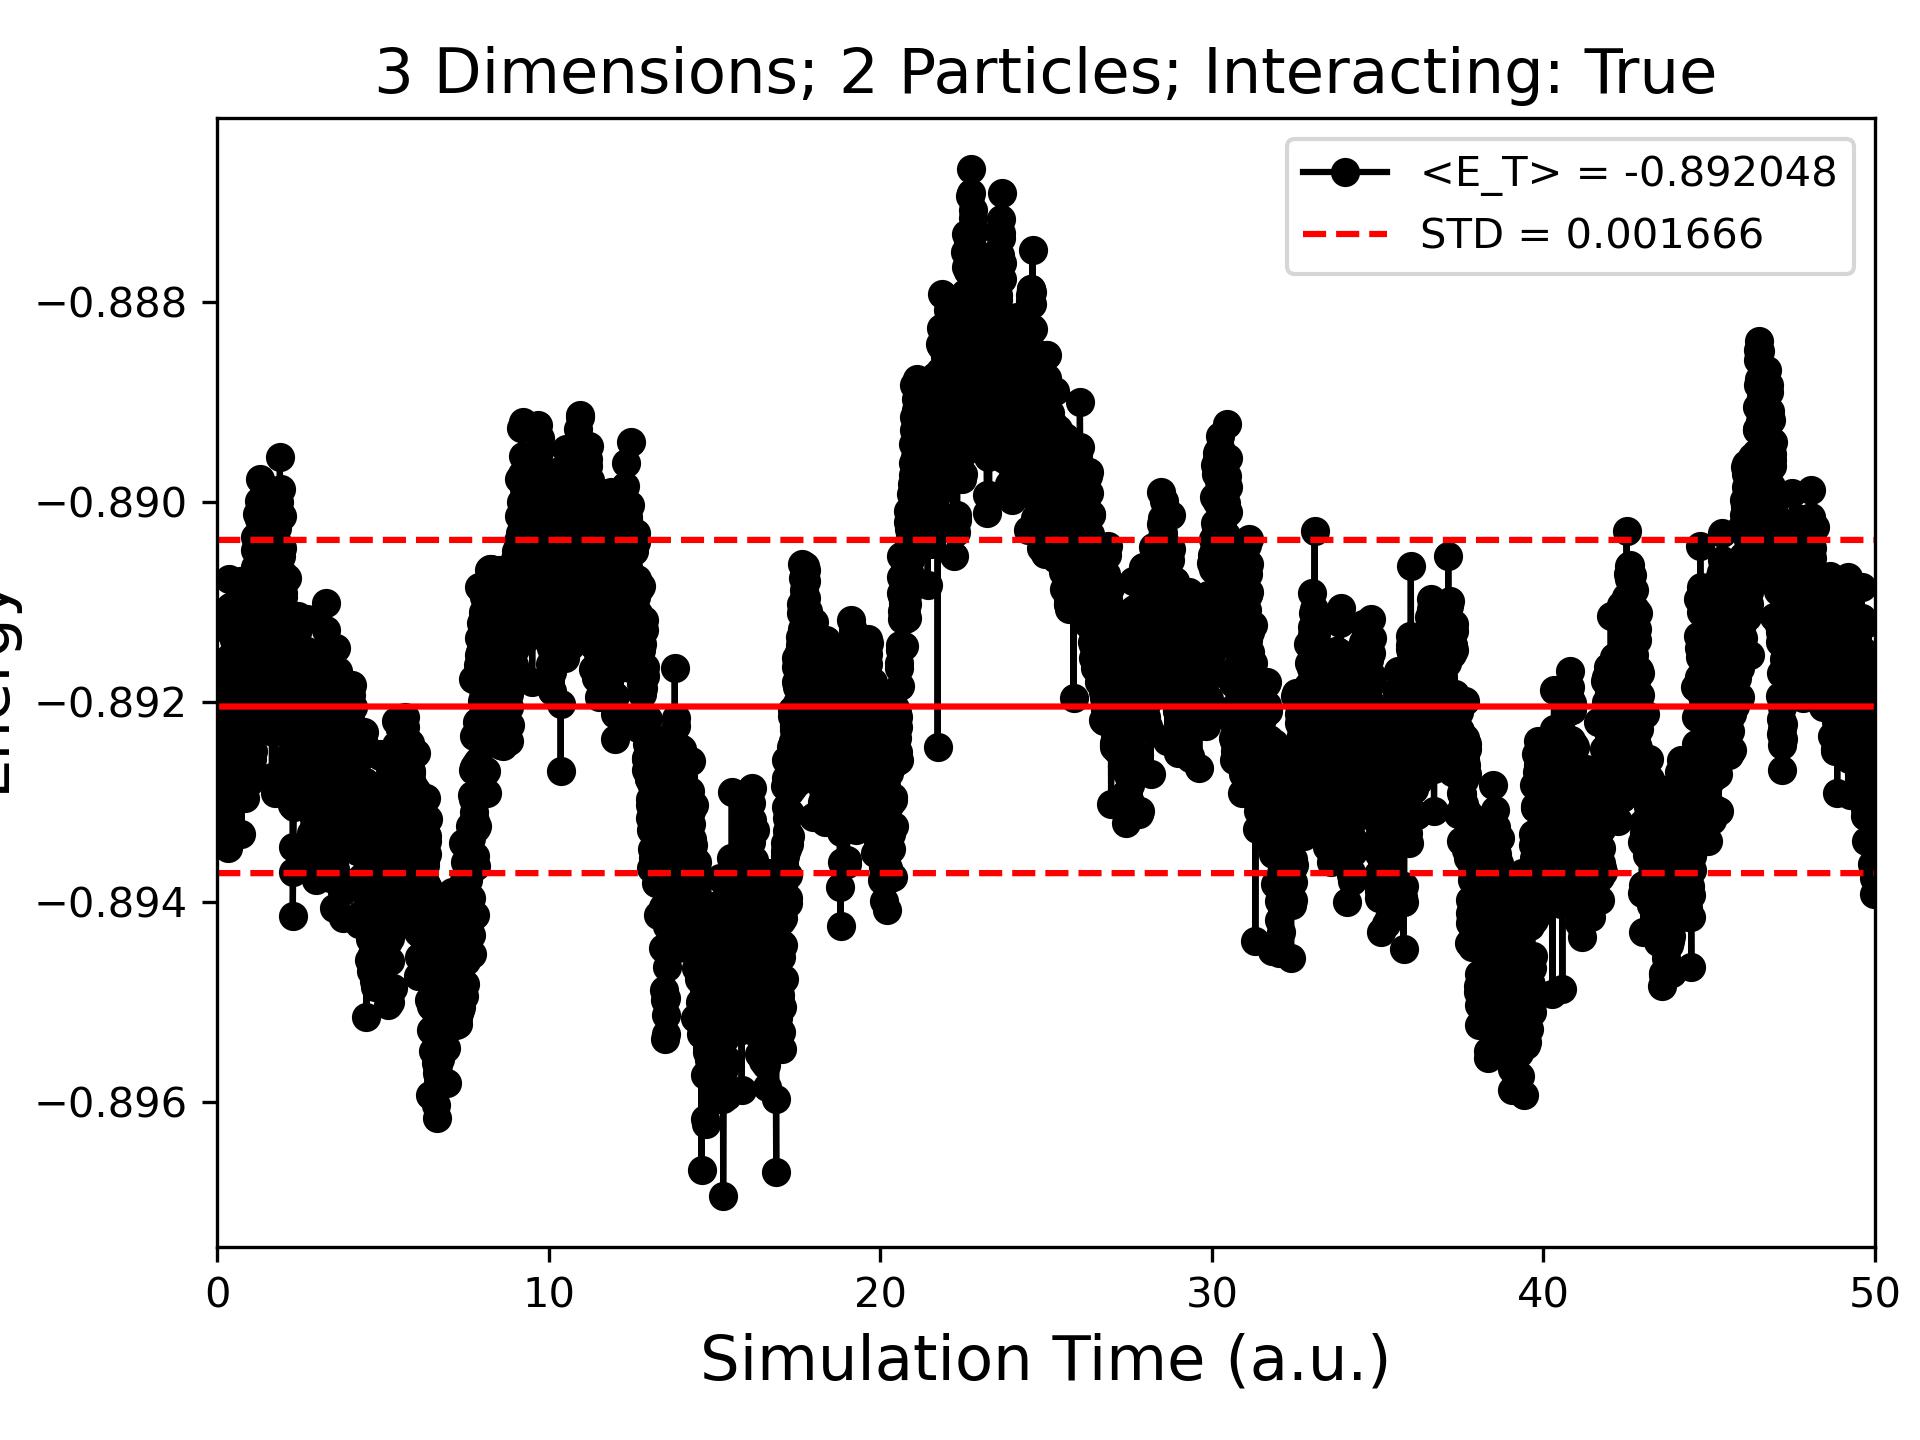 3 Dimensions; 2 Particles; Interacting: True
<E_T> = -0.892048
STD = 0.001666
−0.888
−0.890
−0.892
−0.894
−0.896
Energy
0 10 20 30 40 50
Simulation Time (a.u.)